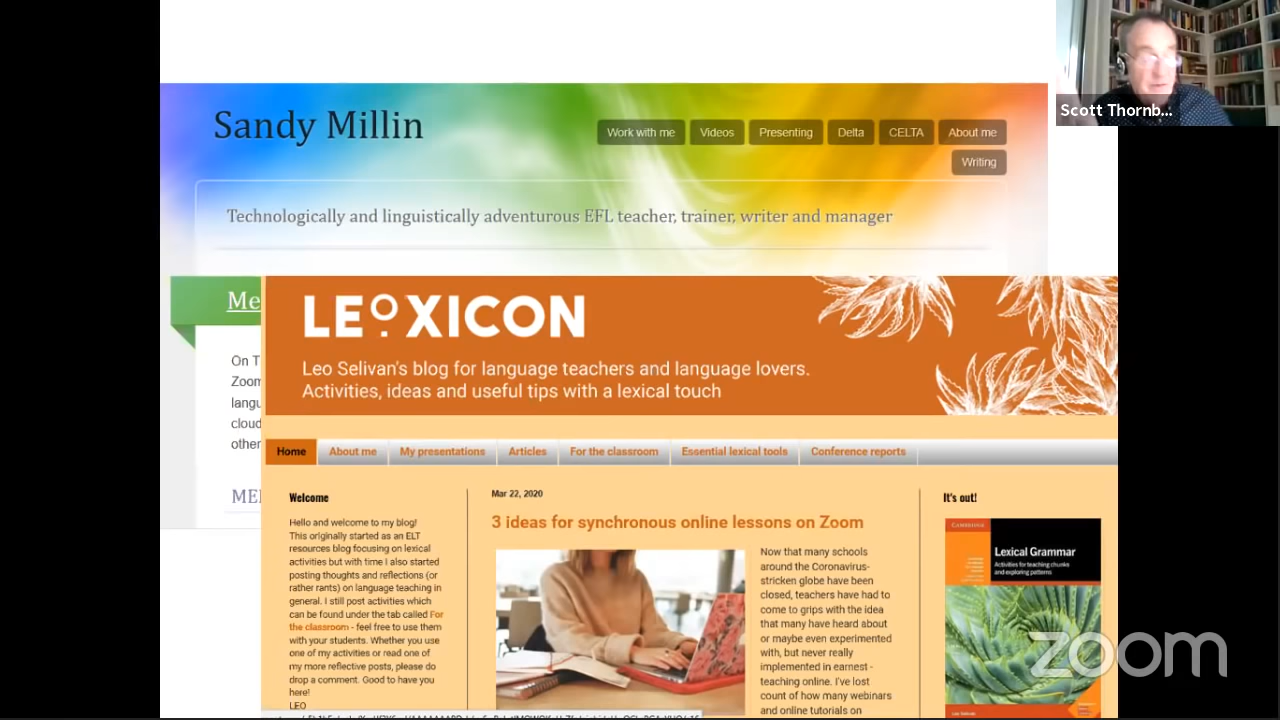 Scott Thornb...
Sandy Millin
Work with me
Videos
Presenting
Delta
CELTA
About me
Writing
Technologically and linguistically adventurous EFL teacher, trainer, writer and manager
Me
On T
Zoom
langu
cloud
other
MEI
LEXICON
Leo Selivan's blog for language teachers and language lovers.
Activities, ideas and useful tips with a lexical touch
Home
About me
My presentations
Articles
For the classroom
Essential lexical tools
Conference reports
Welcome
Hello and welcome to my blog!
This originally started as an ELT
resources blog focusing on lexical
activities but with time I also started
posting thoughts and reflections (or
rather rants) on language teaching in
general. I still post activities which
can be found under the tab called For
the classroom - feel free to use them
with your students. Whether you use
one of my activities or read one of
my more reflective posts, please do
drop a comment. Good to have you
here!
LEO
Mar 22, 2020
3 ideas for synchronous online lessons on Zoom
Now that many schools
around the Coronavirus-
stricken globe have been
closed, teachers have had to
come to grips with the idea
that many have heard about
or maybe even experimented
with, but never really
implemented in earnest -
teaching online. I've lost
count of how many webinars
and online tutorials on
It's out!
CAMBRIDGE
Lexical Grammar
Activities for teaching chunks
and exploring patterns
Leo Selivan
zoom